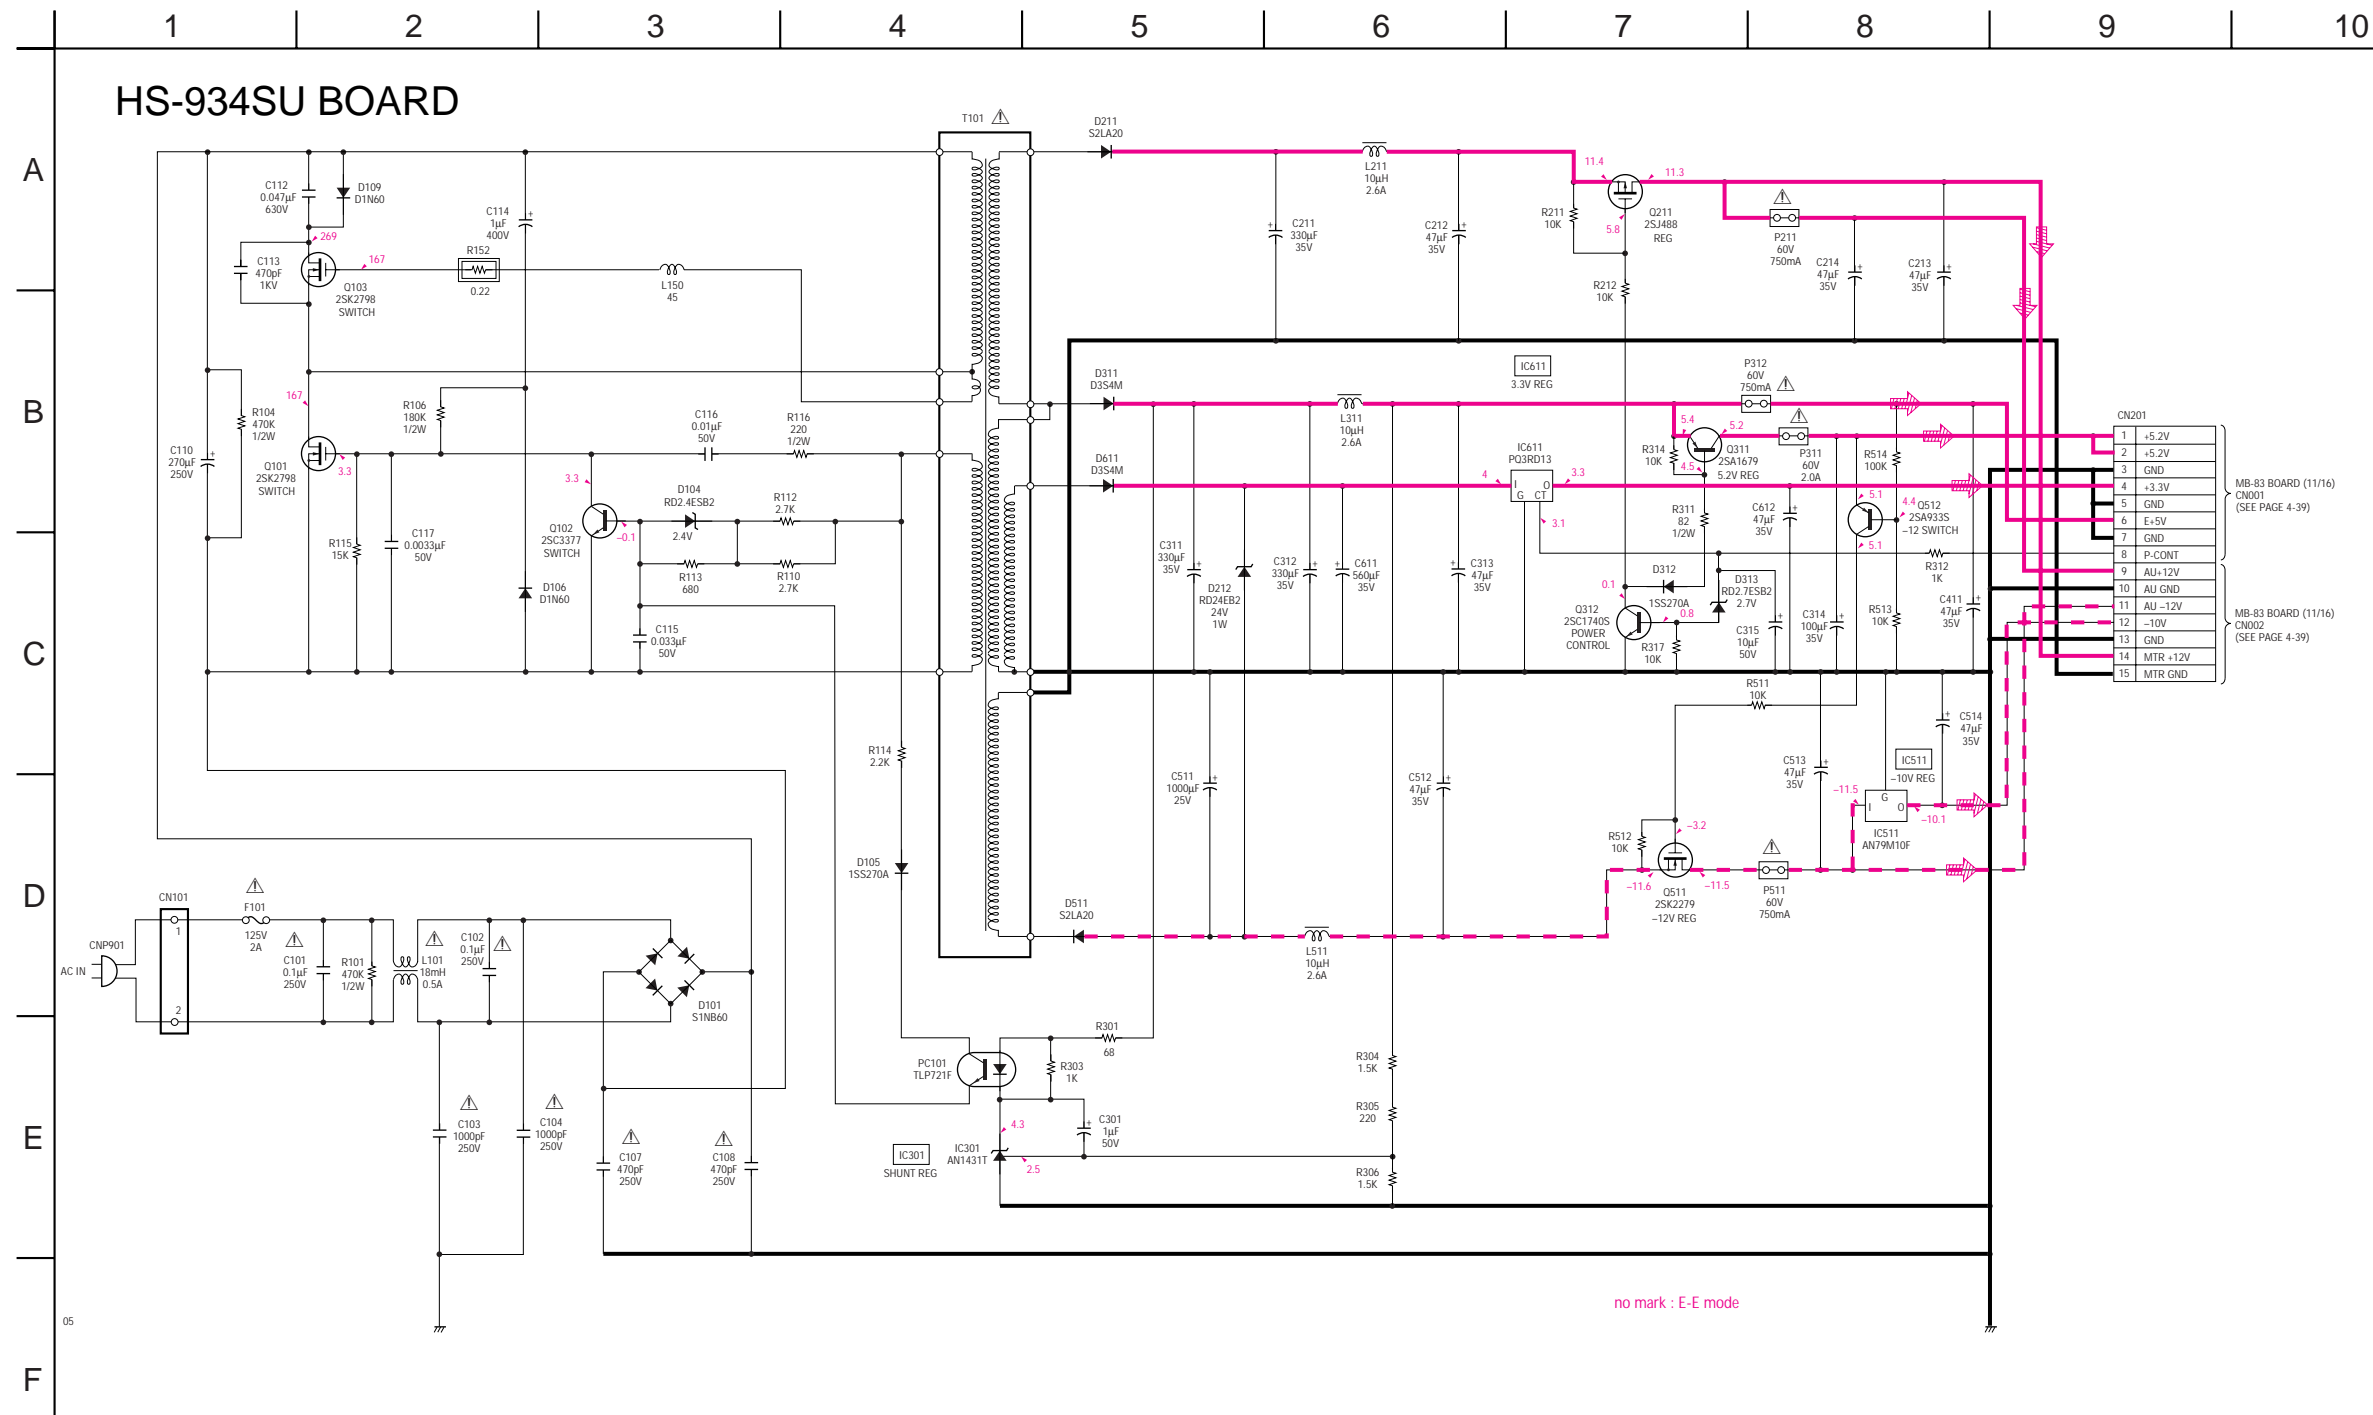 1 2 3 4 5 6 7 8 9 10
HS-934SU BOARD
A
B
C
D
E
F
T101
C112
0.047µF
630V
D109
D1N60
C114
1µF
400V
269
C113
470pF
1KV
167
R152
0.22
L150
45
Q103
2SK2798
SWITCH
167
R104
470K
1/2W
R106
180K
1/2W
C116
0.01µF
50V
R116
220
1/2W
C110
270µF
250V
Q101
2SK2798
SWITCH
3.3
3.3
D104
RD2.4ESB2
2.4V
R112
2.7K
Q102
2SC3377
SWITCH
−0.1
R115
15K
C117
0.0033µF
50V
R113
680
R110
2.7K
D106
D1N60
C115
0.033µF
50V
R114
2.2K
D105
1SS270A
CN101
1
2
F101
125V
2A
CNP901
AC IN
C101
0.1µF
250V
R101
470K
1/2W
L101
18mH
0.5A
C102
0.1µF
250V
D101
S1NB60
C103
1000pF
250V
C104
1000pF
250V
C107
470pF
250V
C108
470pF
250V
PC101
TLP721F
R301
68
R303
1K
C301
1µF
50V
4.3
IC301
SHUNT REG
IC301
AN1431T
2.5
R304
1.5K
R305
220
R306
1.5K
D211
S2LA20
L211
10µH
2.6A
C211
330µF
35V
C212
47µF
35V
11.4
11.3
R211
10K
5.8
Q211
2SJ488
REG
R212
10K
P211
60V
750mA
C214
47µF
35V
C213
47µF
35V
D311
D3S4M
L311
10µH
2.6A
IC611
3.3V REG
P312
60V
750mA
5.4
5.2
R314
10K
4.5
Q311
2SA1679
5.2V REG
P311
60V
2.0A
R514
100K
D611
D3S4M
IC611
PQ3RD13
4
I O
G CT
3.3
3.1
R311
82
1/2W
C612
47µF
35V
5.1
4.4
Q512
2SA933S
−12 SWITCH
5.1
R312
1K
C311
330µF
35V
D212
RD24EB2
24V
1W
C312
330µF
35V
C611
560µF
35V
C313
47µF
35V
D312
1SS270A
0.1
Q312
2SC1740S
POWER
CONTROL
0.8
D313
RD2.7ESB2
2.7V
R317
10K
C315
10µF
50V
C314
100µF
35V
R513
10K
C411
47µF
35V
R511
10K
C511
1000µF
25V
C512
47µF
35V
C513
47µF
35V
C514
47µF
35V
IC511
−10V REG
−11.5
I G O
−10.1
IC511
AN79M10F
R512
10K
−3.2
−11.6
−11.5
Q511
2SK2279
−12V REG
P511
60V
750mA
D511
S2LA20
L511
10µH
2.6A
CN201
1 +5.2V
2 +5.2V
3 GND
4 +3.3V
5 GND
6 E+5V
7 GND
8 P-CONT
9 AU+12V
10 AU GND
11 AU −12V
12 −10V
13 GND
14 MTR +12V
15 MTR GND
MB-83 BOARD (11/16)
CN001
(SEE PAGE 4-39)
MB-83 BOARD (11/16)
CN002
(SEE PAGE 4-39)
no mark : E-E mode
05